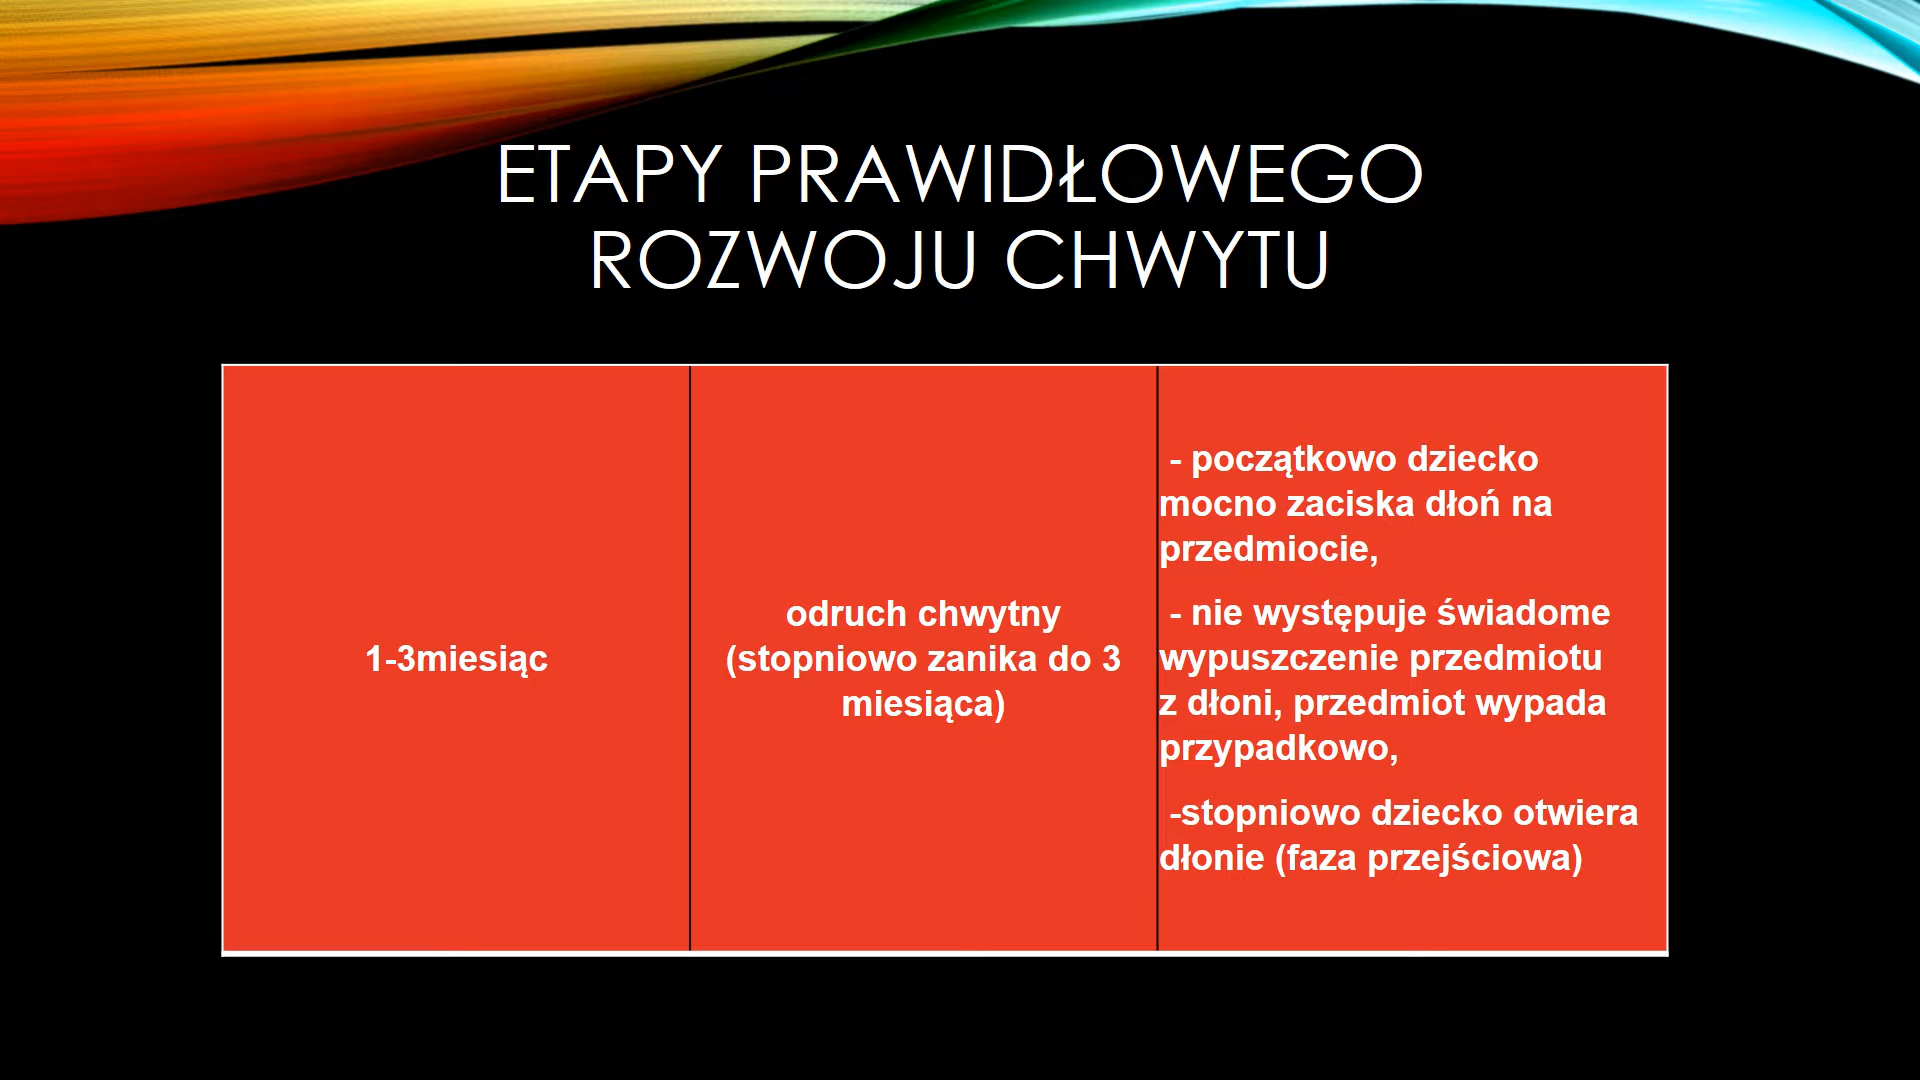 ETAPY PRAWIDŁOWEGO
ROZWOJU CHWYTU
1-3miesiąc
odruch chwytny
(stopniowo zanika do 3
miesiąca)
- początkowo dziecko
mocno zaciska dłoń na
przedmiocie,
- nie występuje świadome
wypuszczenie przedmiotu
z dłoni, przedmiot wypada
przypadkowo,
-stopniowo dziecko otwiera
dłonie (faza przejściowa)